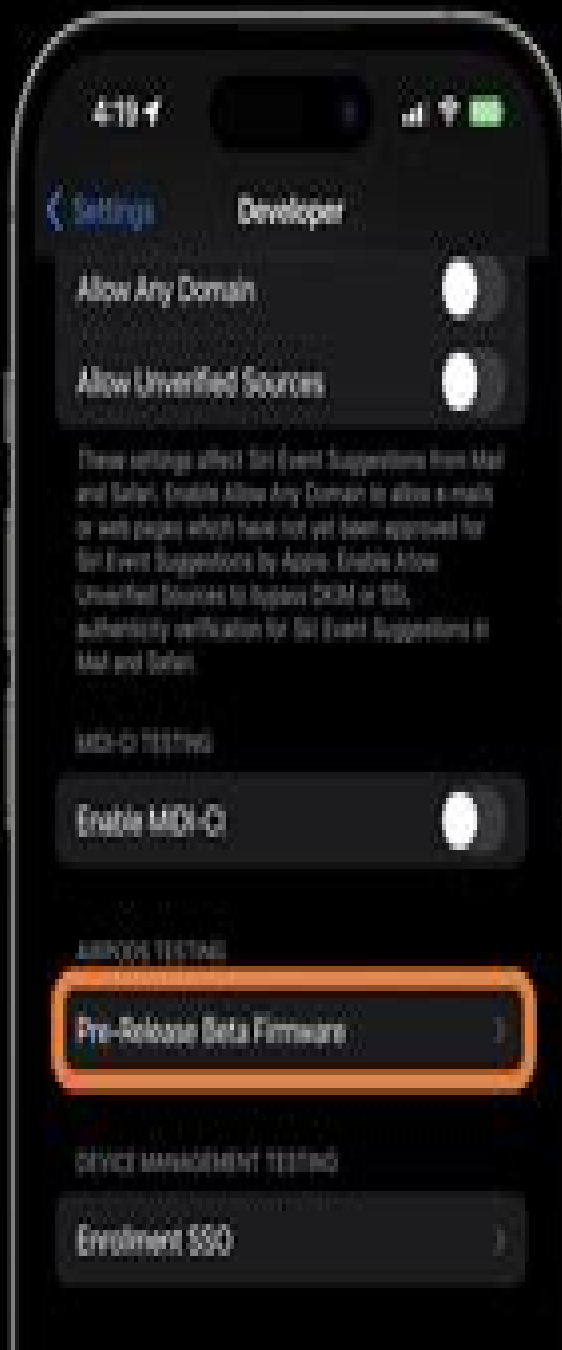 4:19
Settings
Developer
Allow Any Domain
Allow Unverified Sources
These settings affect Siri Event Suggestions from Mail
and Safari. Enable Allow Any Domain to allow e-mails
or web pages which have not yet been approved for
Siri Event Suggestions by Apple. Enable Allow
Unverified Sources to bypass DKIM or SSL
authenticity verification for Siri Event Suggestions in
Mail and Safari.
MIDI-CI TESTING
Enable MIDI-CI
AIRPODS TESTING
Pre-Release Beta Firmware
DEVICE MANAGEMENT TESTING
Enrolment SSO